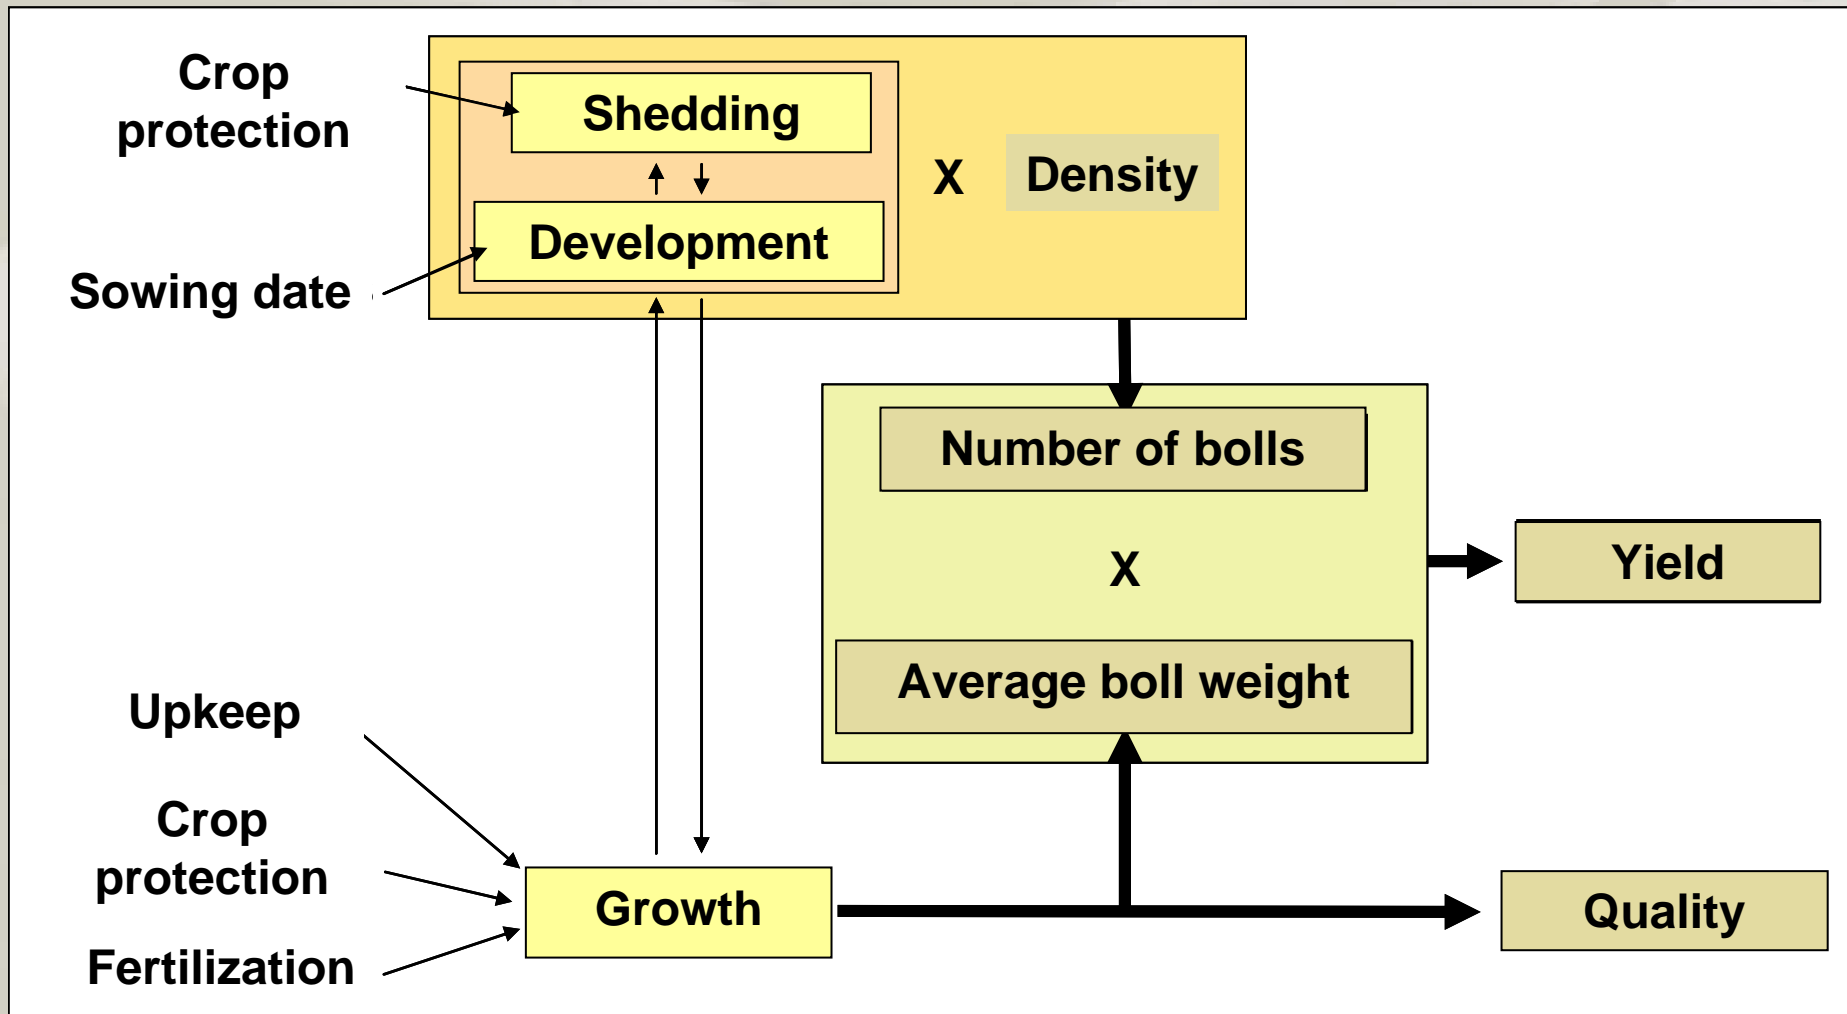 Crop
protection
Shedding
X
Density
Development
Sowing date
Number of bolls
X
Yield
Average boll weight
Upkeep
Crop
protection
Growth
Quality
Fertilization